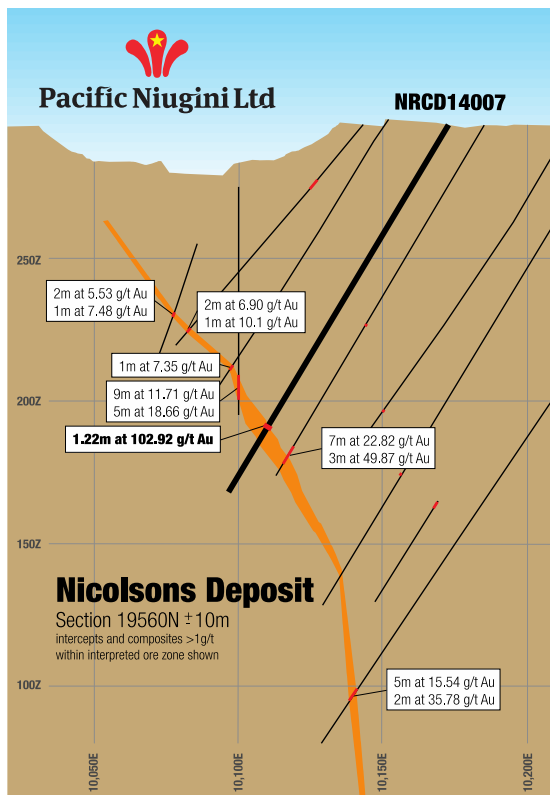 Pacific Niugini Ltd
NRCD14007
250Z
2m at 5.53 g/t Au
1m at 7.48 g/t Au
2m at 6.90 g/t Au
1m at 10.1 g/t Au
1m at 7.35 g/t Au
9m at 11.71 g/t Au
5m at 18.66 g/t Au
200Z
1.22m at 102.92 g/t Au
7m at 22.82 g/t Au
3m at 49.87 g/t Au
150Z
Nicolsons Deposit
Section 19560N ±10m
intercepts and composites >1g/t
within interpreted ore zone shown
100Z
5m at 15.54 g/t Au
2m at 35.78 g/t Au
10,050E
10,100E
10,150E
10,200E